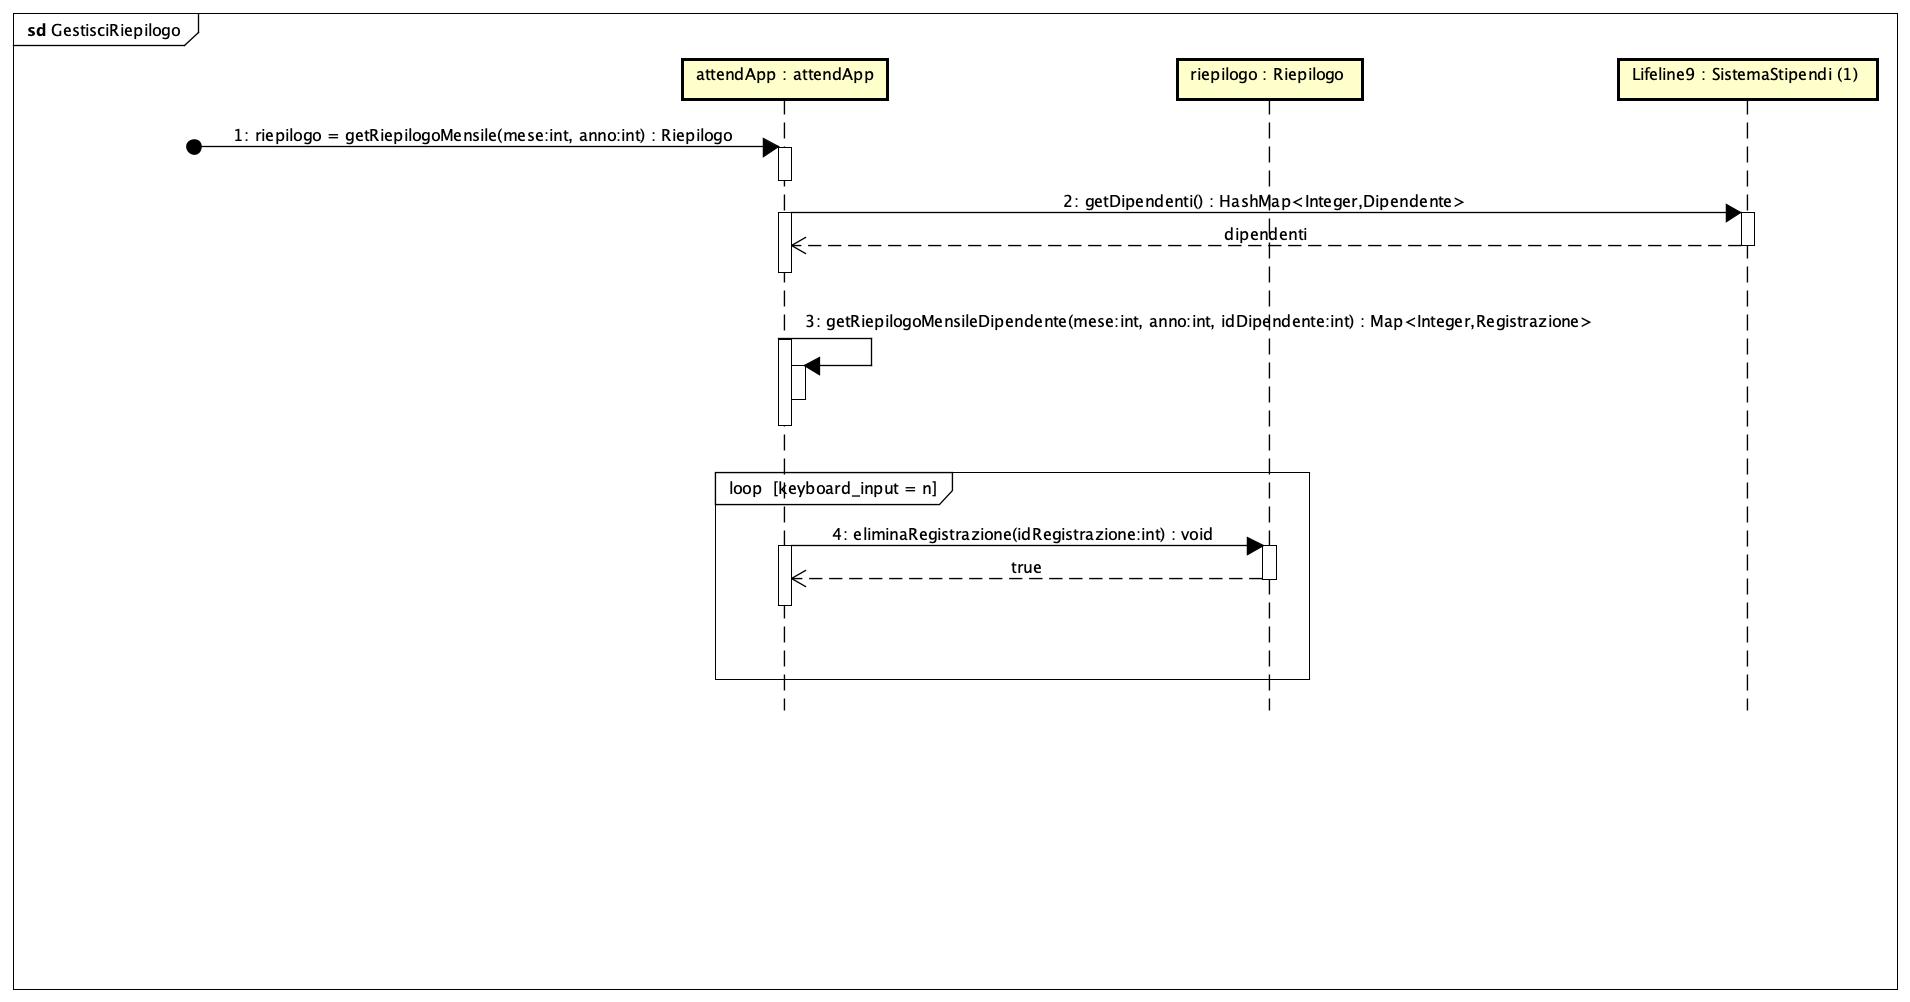 sd GestisciRiepilogo
attendApp : attendApp
riepilogo : Riepilogo
Lifeline9 : SistemaStipendi (1)
1: riepilogo = getRiepilogoMensile(mese:int, anno:int) : Riepilogo
2: getDipendenti() : HashMap<Integer,Dipendente>
dipendenti
3: getRiepilogoMensileDipendente(mese:int, anno:int, idDipendente:int) : Map<Integer,Registrazione>
loop [keyboard_input = n]
4: eliminaRegistrazione(idRegistrazione:int) : void
true